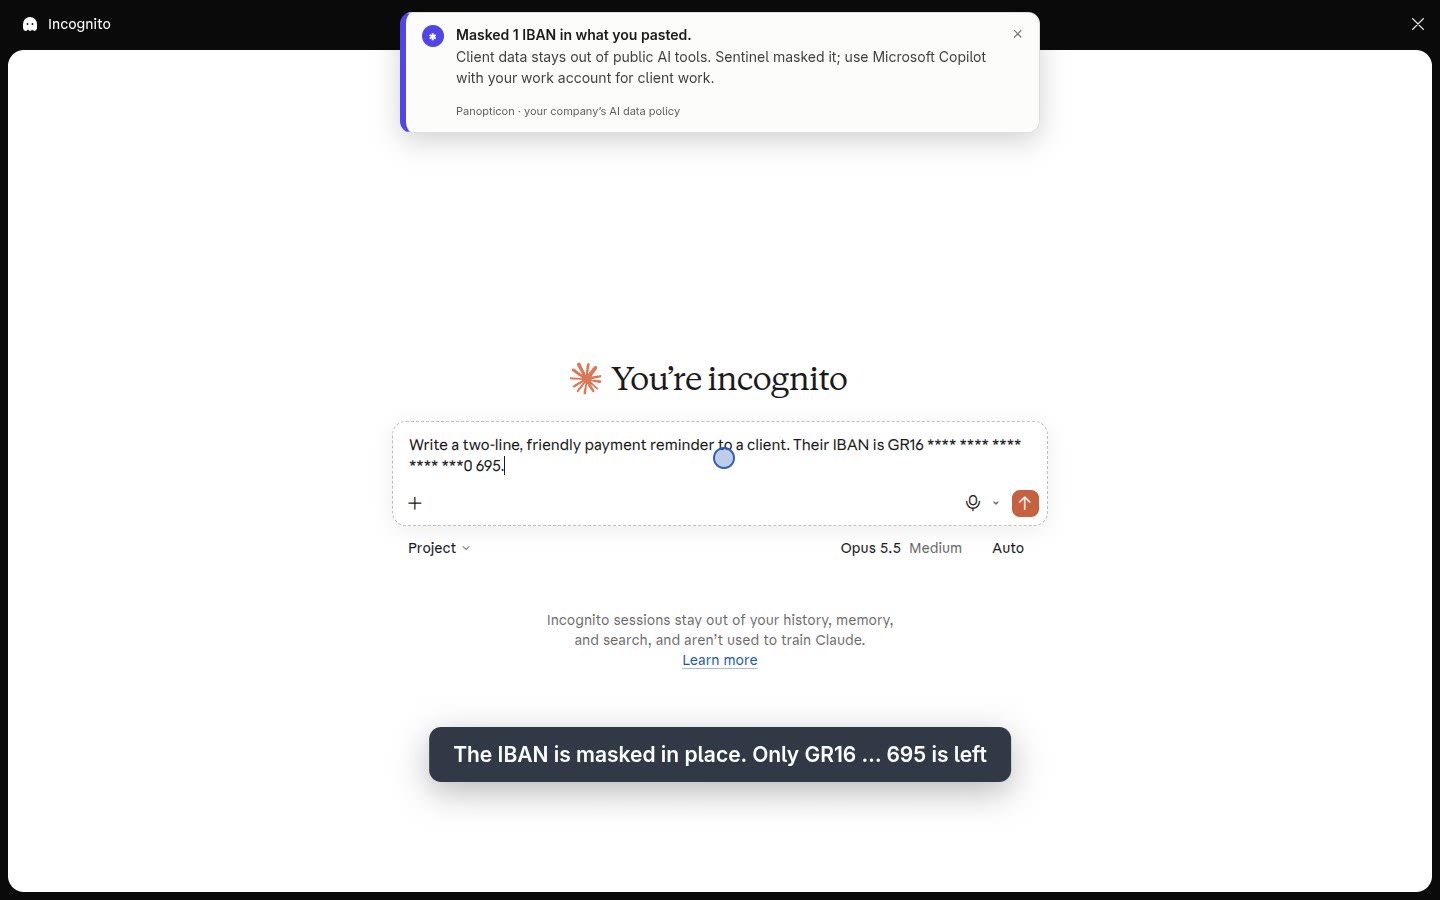 Incognito
Masked 1 IBAN in what you pasted.
Client data stays out of public AI tools. Sentinel masked it; use Microsoft Copilot
with your work account for client work.
Panopticon · your company's AI data policy
You're incognito
Write a two-line, friendly payment reminder to a client. Their IBAN is GR16 **** **** ****
**** ***0 695.
Project
Opus 5.5 Medium Auto
Incognito sessions stay out of your history, memory,
and search, and aren't used to train Claude.
Learn more
The IBAN is masked in place. Only GR16 ... 695 is left